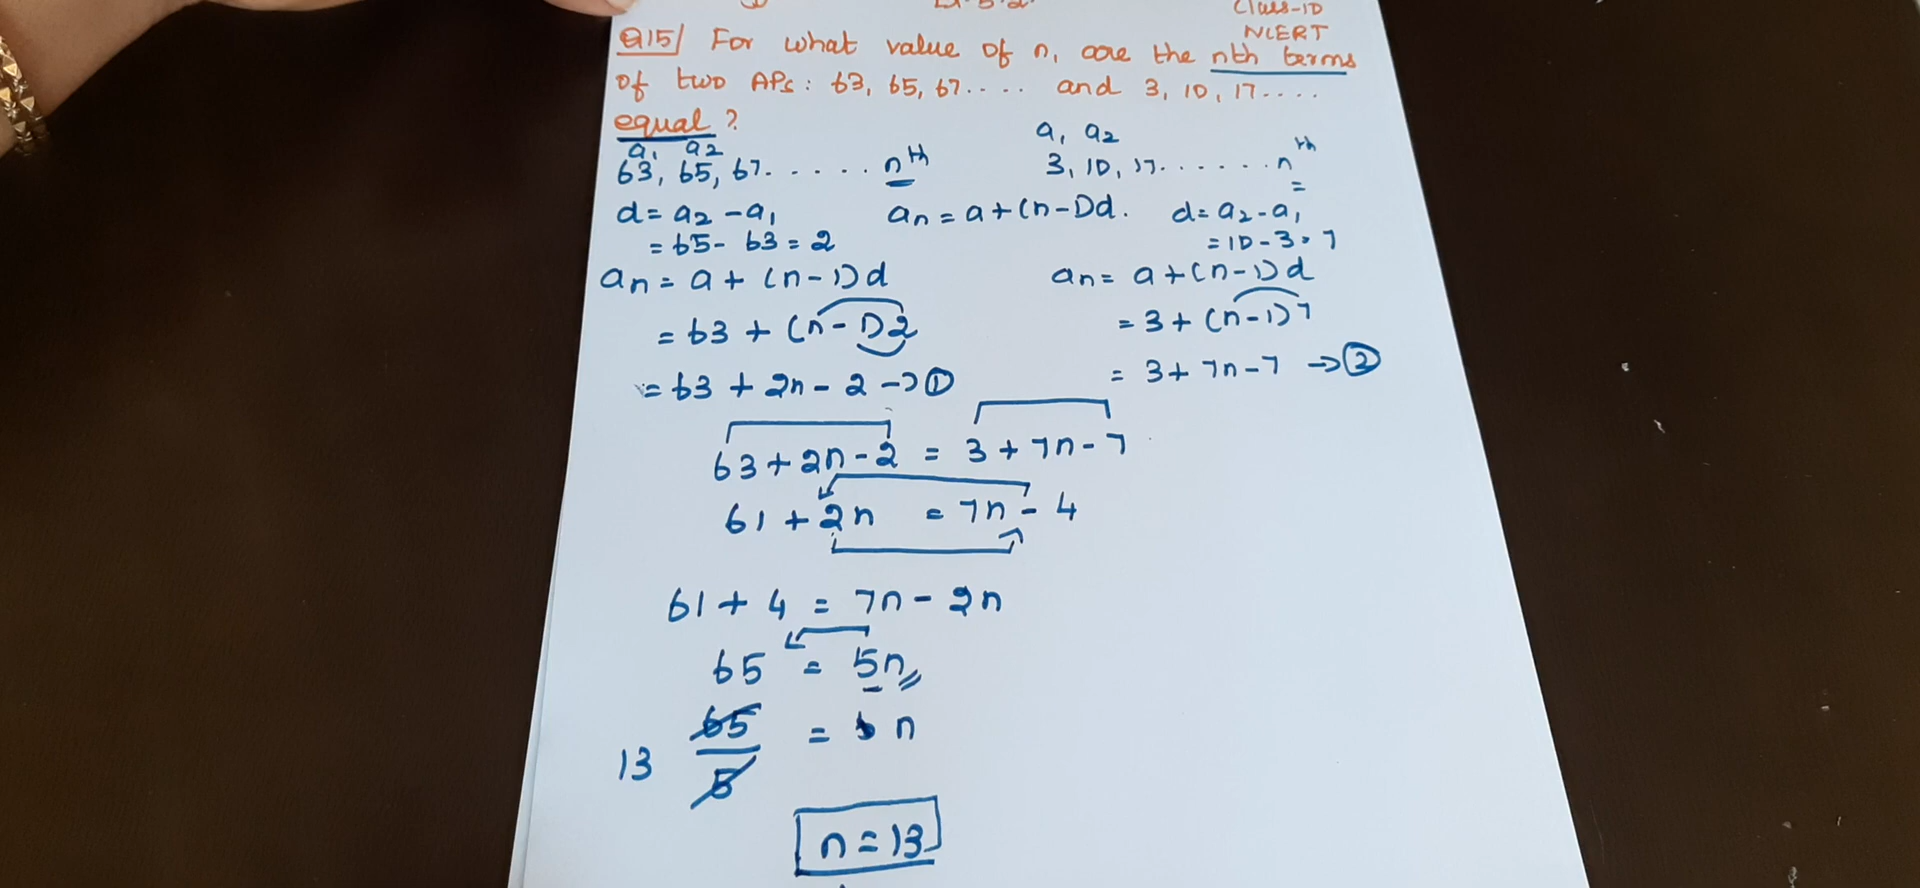 Class-10
NCERT
Q15/ For what value of n, are the nth terms
of two APs: 63, 65, 67.... and 3, 10, 17....
equal ?
a₁ a₂
63, 65, 67. . . . . . nᵗʰ
a₁ a₂
3, 10, 17. . . . . . . nᵗʰ
d = a₂ - a₁
= 65 - 63 = 2
aₙ = a + (n-1)d.
d = a₂ - a₁
= 10 - 3 = 7
aₙ = a + (n-1)d
= 63 + (n-1)2
= 63 + 2n - 2 → ①
aₙ = a + (n-1)d
= 3 + (n-1)7
= 3 + 7n - 7 → ②
63 + 2n - 2 = 3 + 7n - 7
61 + 2n = 7n - 4
61 + 4 = 7n - 2n
65 = 5n
13 65/5 = n
n = 13